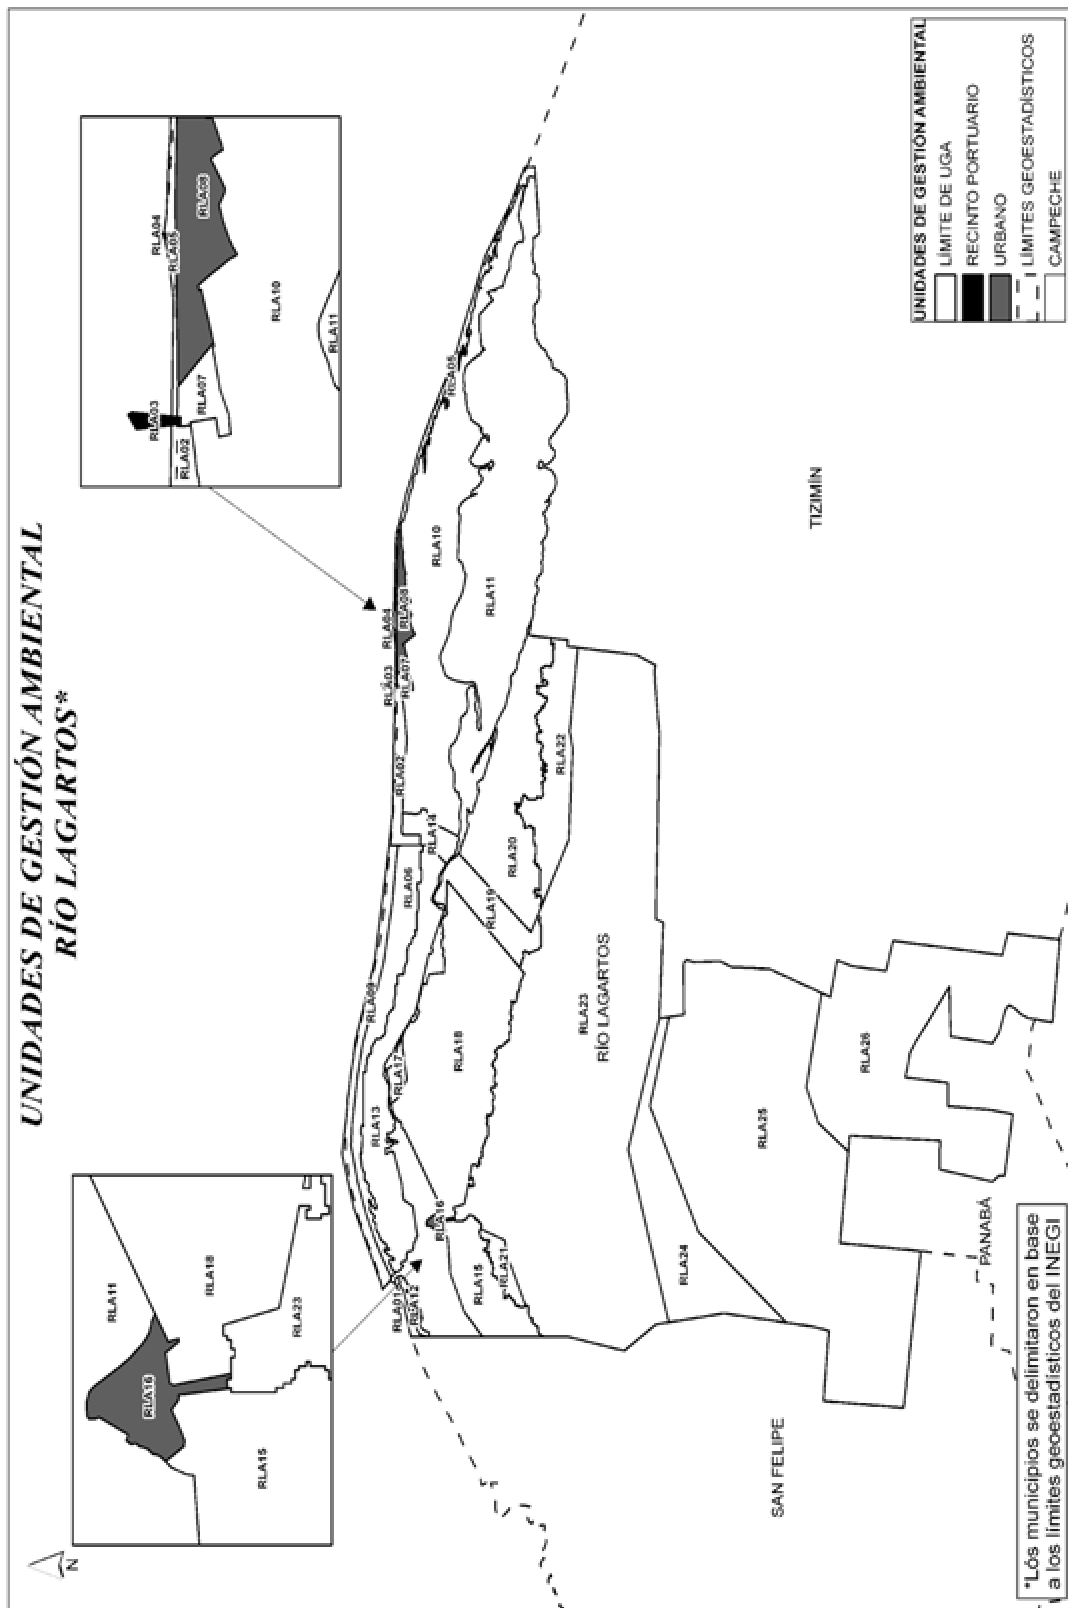 UNIDADES DE GESTIÓN AMBIENTAL
RÍO LAGARTOS*
N
RLA11
RLA16
RLA18
RLA15
RLA23
RLA04
RLA05
RLA08
RLA03
RLA02
RLA07
RLA10
RLA11
RLA01
RLA12
RLA13
RLA09
RLA17
RLA06
RLA14
RLA02
RLA03
RLA04
RLA07
RLA08
RLA05
RLA10
RLA11
RLA16
RLA15
RLA21
RLA18
RLA19
RLA20
RLA22
RLA23
RÍO LAGARTOS
RLA24
RLA25
RLA26
TIZIMÍN
SAN FELIPE
PANABÁ
UNIDADES DE GESTIÓN AMBIENTAL
LÍMITE DE UGA
RECINTO PORTUARIO
URBANO
LÍMITES GEOESTADÍSTICOS
CAMPECHE
*Los municipios se delimitaron en base
a los límites geoestadísticos del INEGI